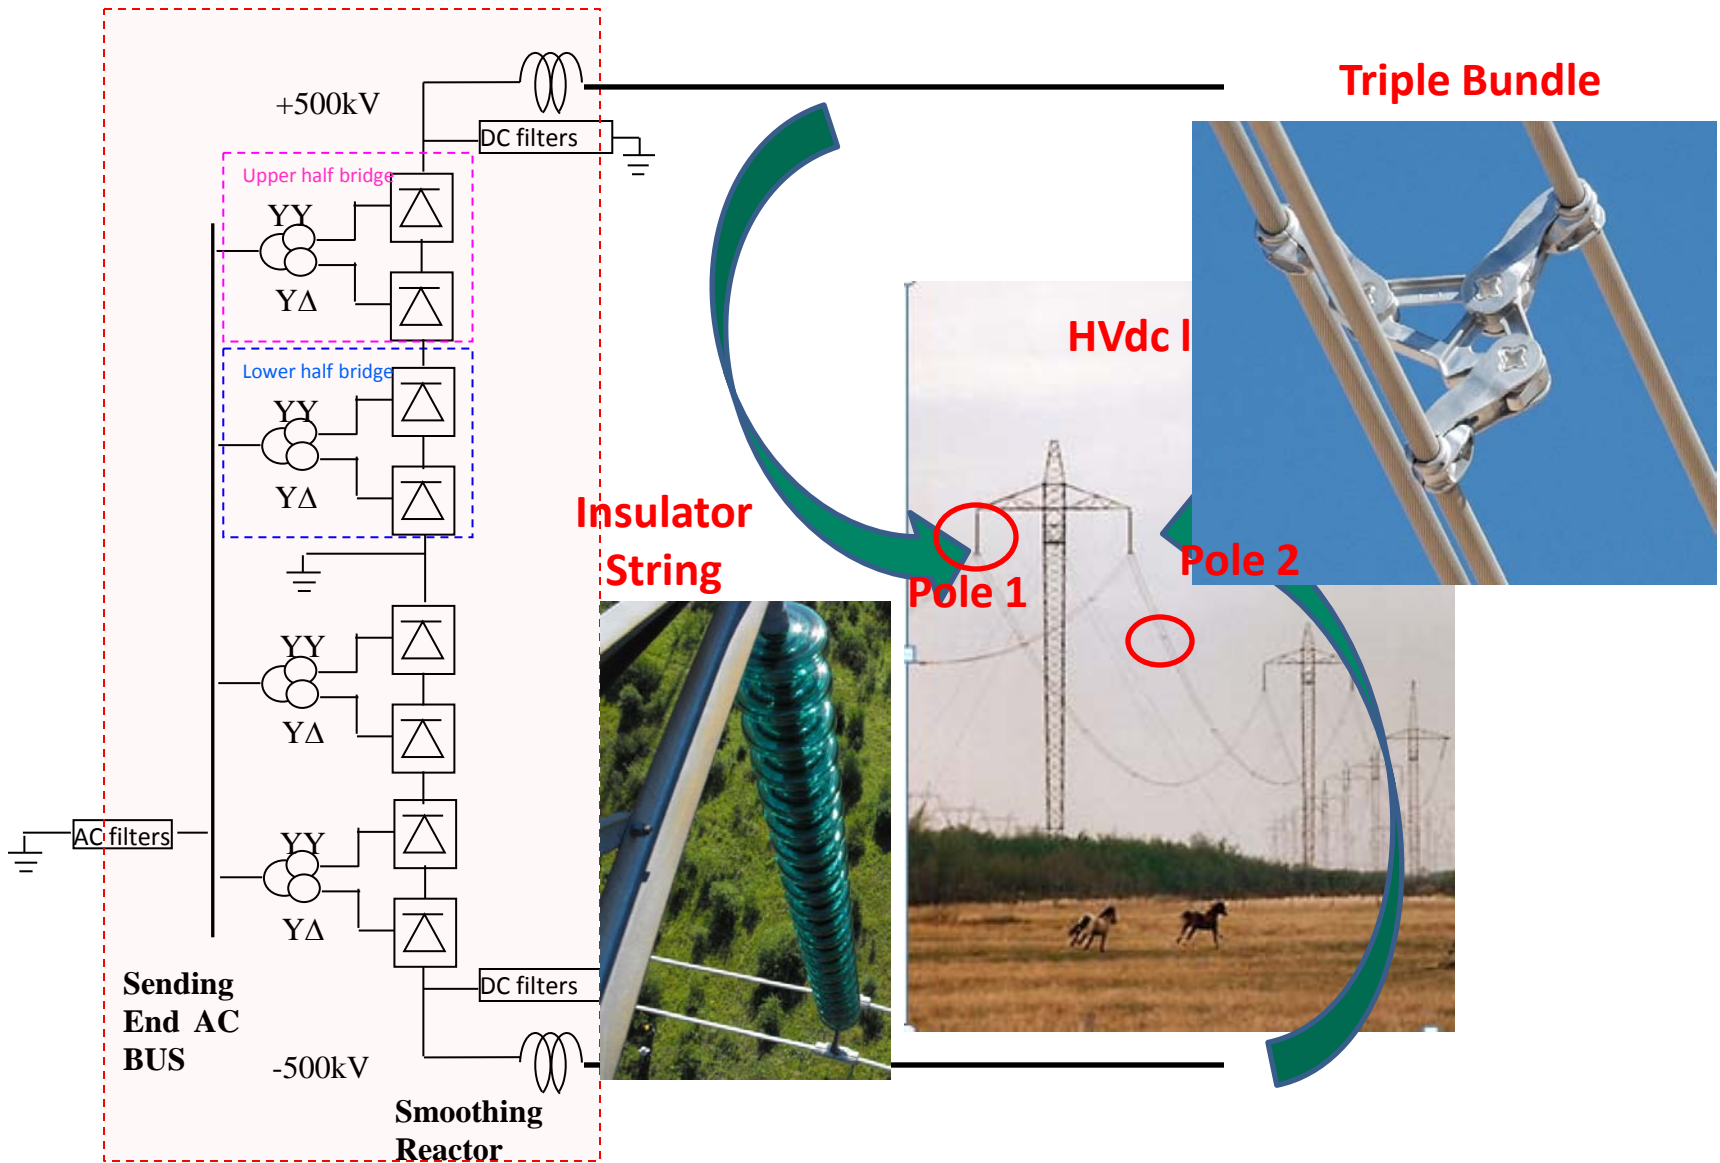 +500kV
DC filters
Upper half bridge
YY
YΔ
Lower half bridge
YY
YΔ
YY
YΔ
AC filters
YY
YΔ
DC filters
Sending
End AC
BUS
-500kV
Smoothing
Reactor
Triple Bundle
HVdc l
Insulator
String
Pole 1
Pole 2